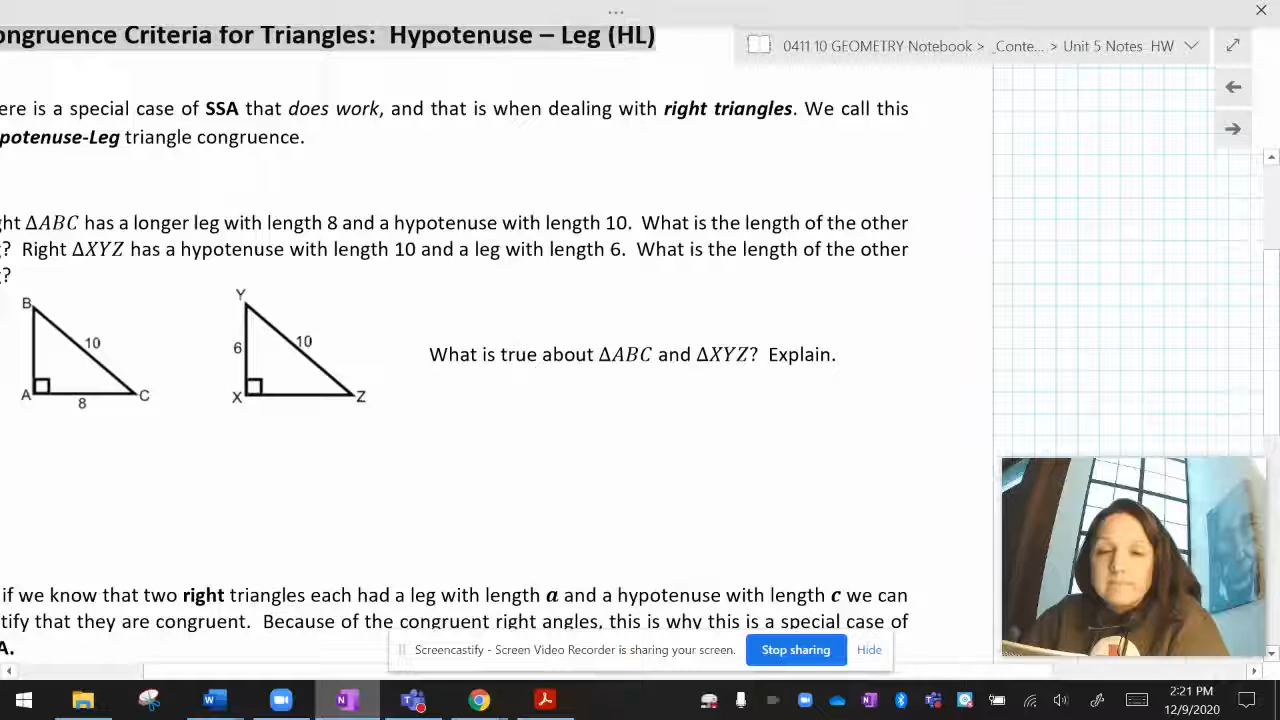 ongruence Criteria for Triangles: Hypotenuse – Leg (HL)
0411 10 GEOMETRY Notebook > _Conte... > Unit 5 Notes HW
ere is a special case of SSA that does work, and that is when dealing with right triangles. We call this
potenuse-Leg triangle congruence.
ght ΔABC has a longer leg with length 8 and a hypotenuse with length 10. What is the length of the other
? Right ΔXYZ has a hypotenuse with length 10 and a leg with length 6. What is the length of the other
?
B
10
A
8
C
Y
6
10
X
Z
What is true about ΔABC and ΔXYZ? Explain.
if we know that two right triangles each had a leg with length a and a hypotenuse with length c we can
tify that they are congruent. Because of the congruent right angles, this is why this is a special case of
A.
Screencastify - Screen Video Recorder is sharing your screen.
Stop sharing
Hide
2:21 PM
12/9/2020